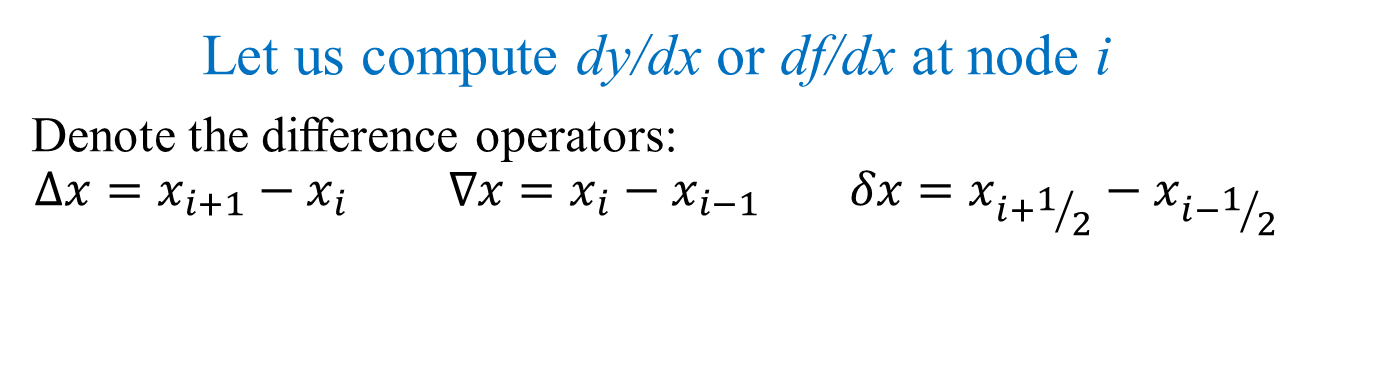 Let us compute dy/dx or df/dx at node i
Denote the difference operators:
Δx = x_{i+1} − x_i ∇x = x_i − x_{i−1} δx = x_{i+1/2} − x_{i−1/2}